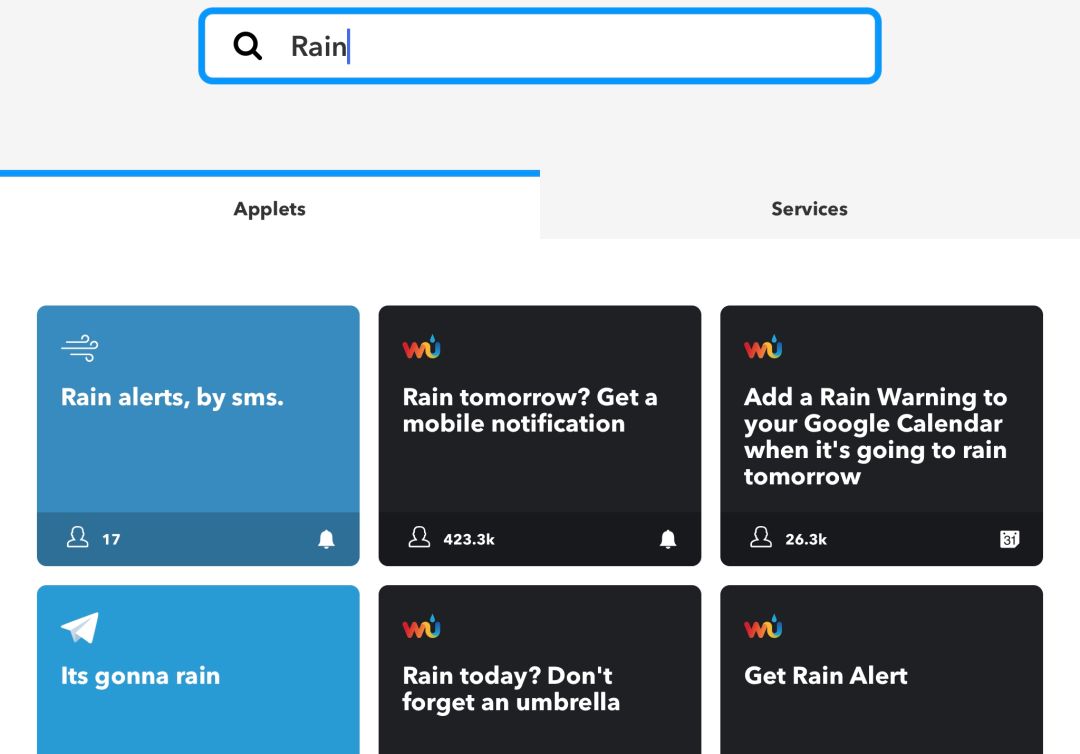 Rain
Applets
Services
Rain alerts, by sms.
17
Rain tomorrow? Get a
mobile notification
423.3k
Add a Rain Warning to
your Google Calendar
when it's going to rain
tomorrow
26.3k
31
Its gonna rain
Rain today? Don't
forget an umbrella
Get Rain Alert